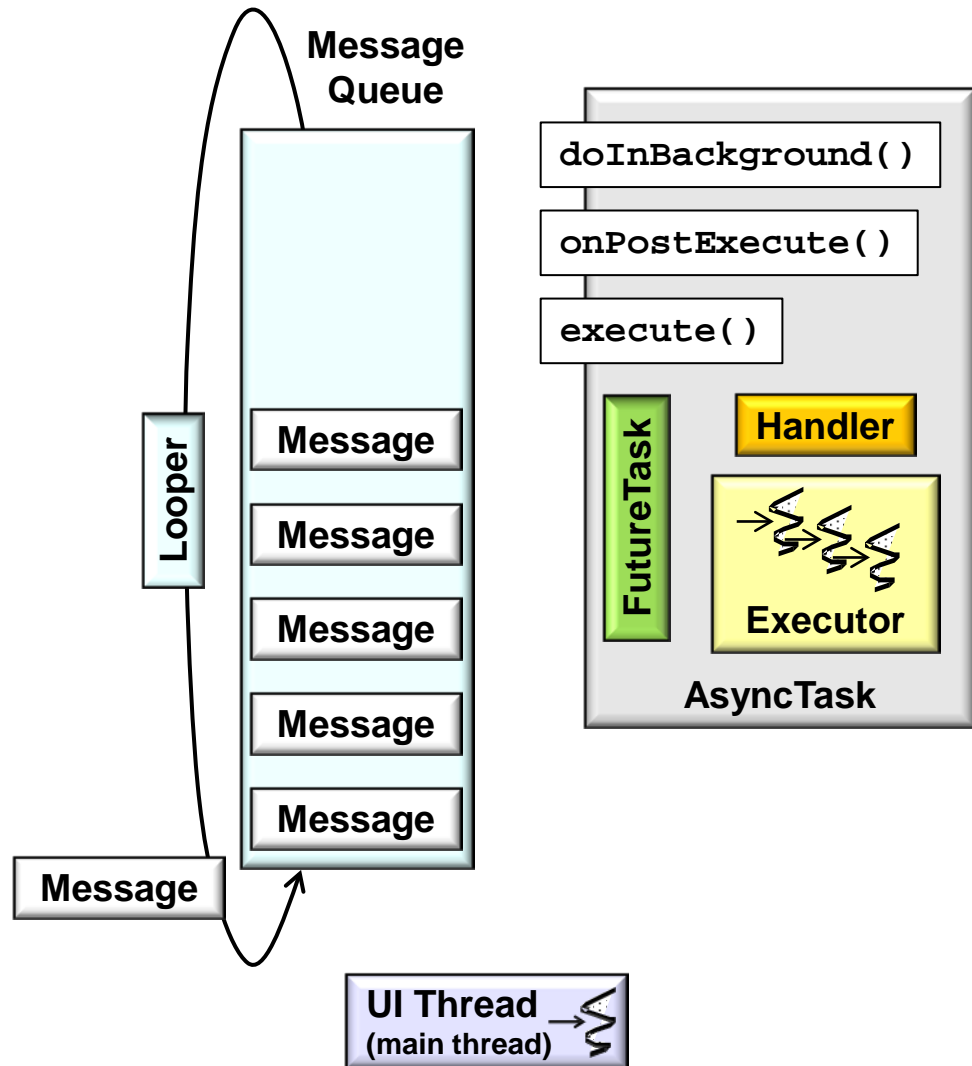 Message
Queue
doInBackground()
onPostExecute()
execute()
Looper
Message
Message
Message
Message
Message
Message
FutureTask
Handler
Executor
AsyncTask
UI Thread
(main thread)